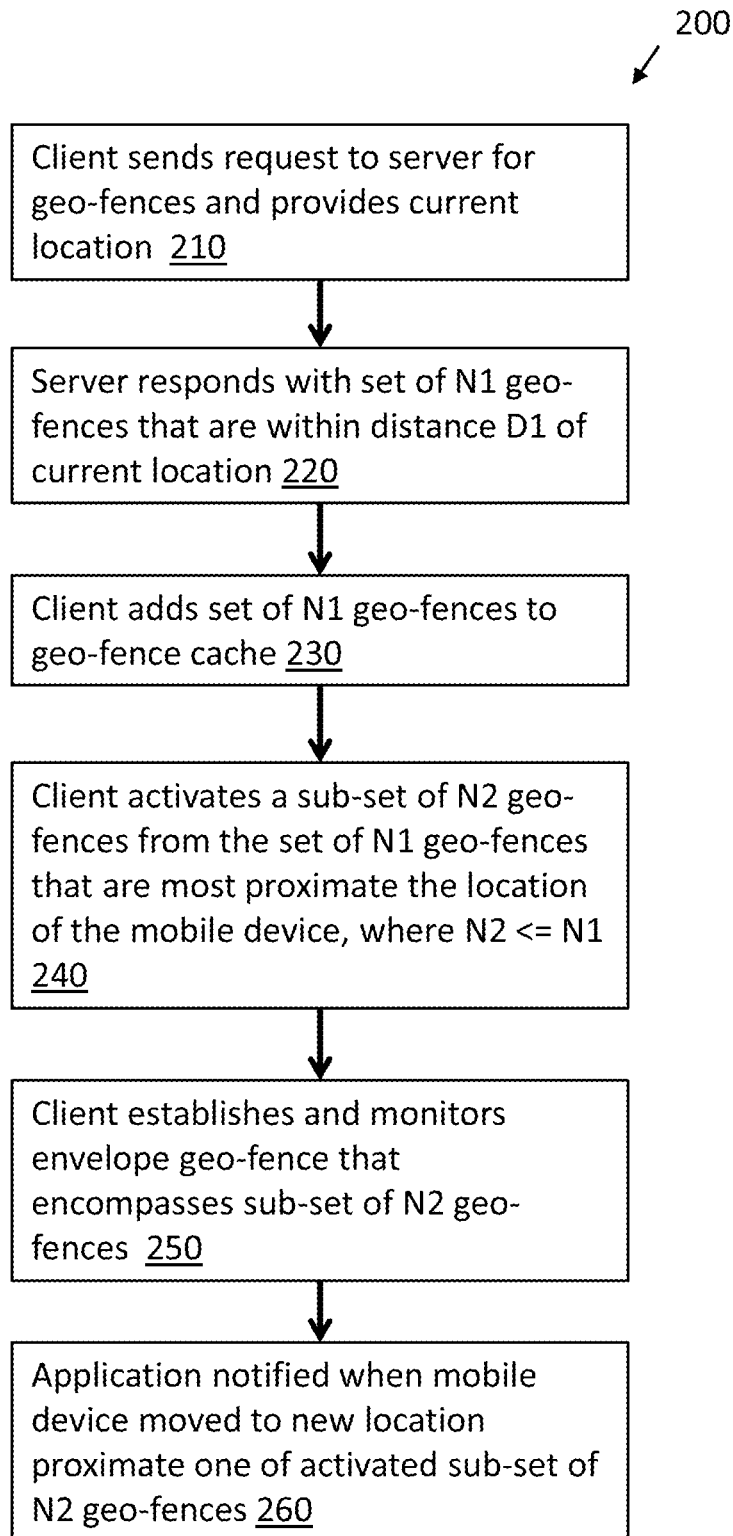 200
Client sends request to server for
geo-fences and provides current
location 210
Server responds with set of N1 geo-
fences that are within distance D1 of
current location 220
Client adds set of N1 geo-fences to
geo-fence cache 230
Client activates a sub-set of N2 geo-
fences from the set of N1 geo-fences
that are most proximate the location
of the mobile device, where N2 <= N1
240
Client establishes and monitors
envelope geo-fence that
encompasses sub-set of N2 geo-
fences 250
Application notified when mobile
device moved to new location
proximate one of activated sub-set of
N2 geo-fences 260